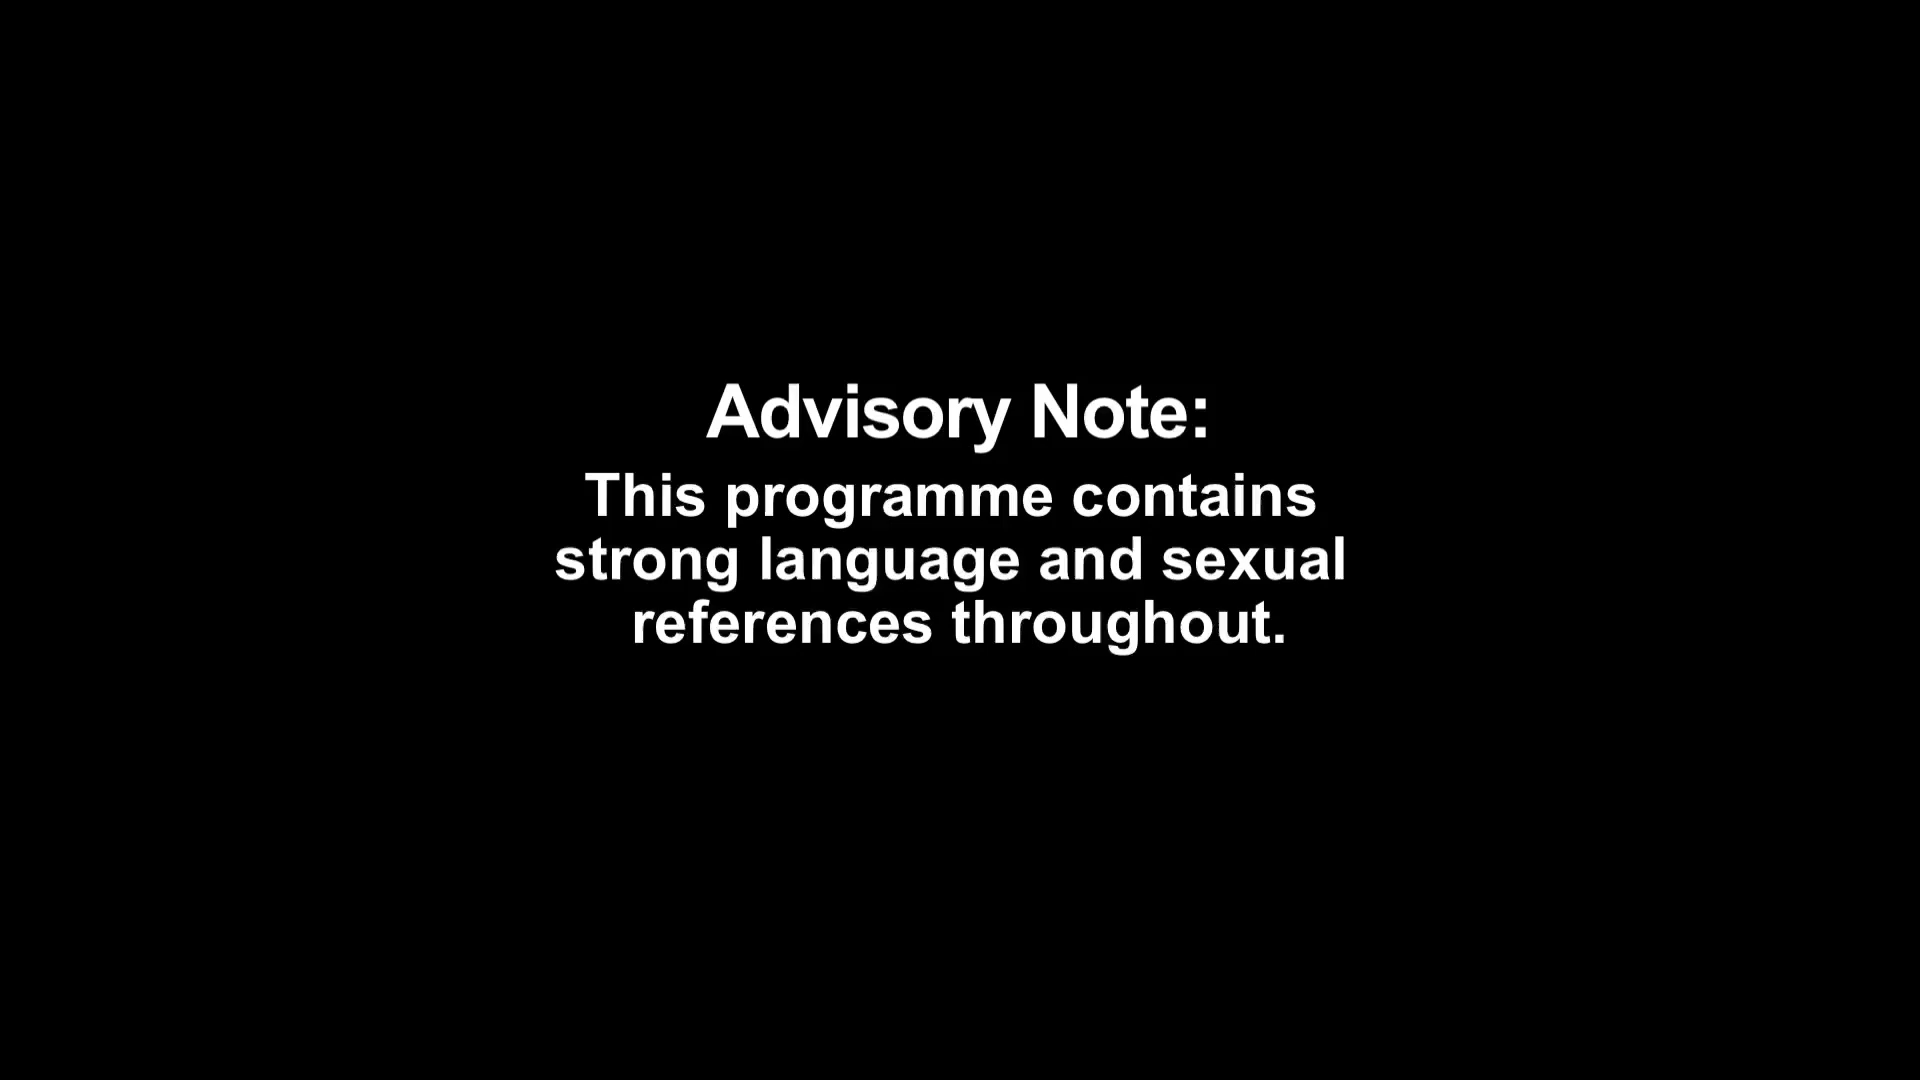 Advisory Note:
This programme contains
strong language and sexual
references throughout.